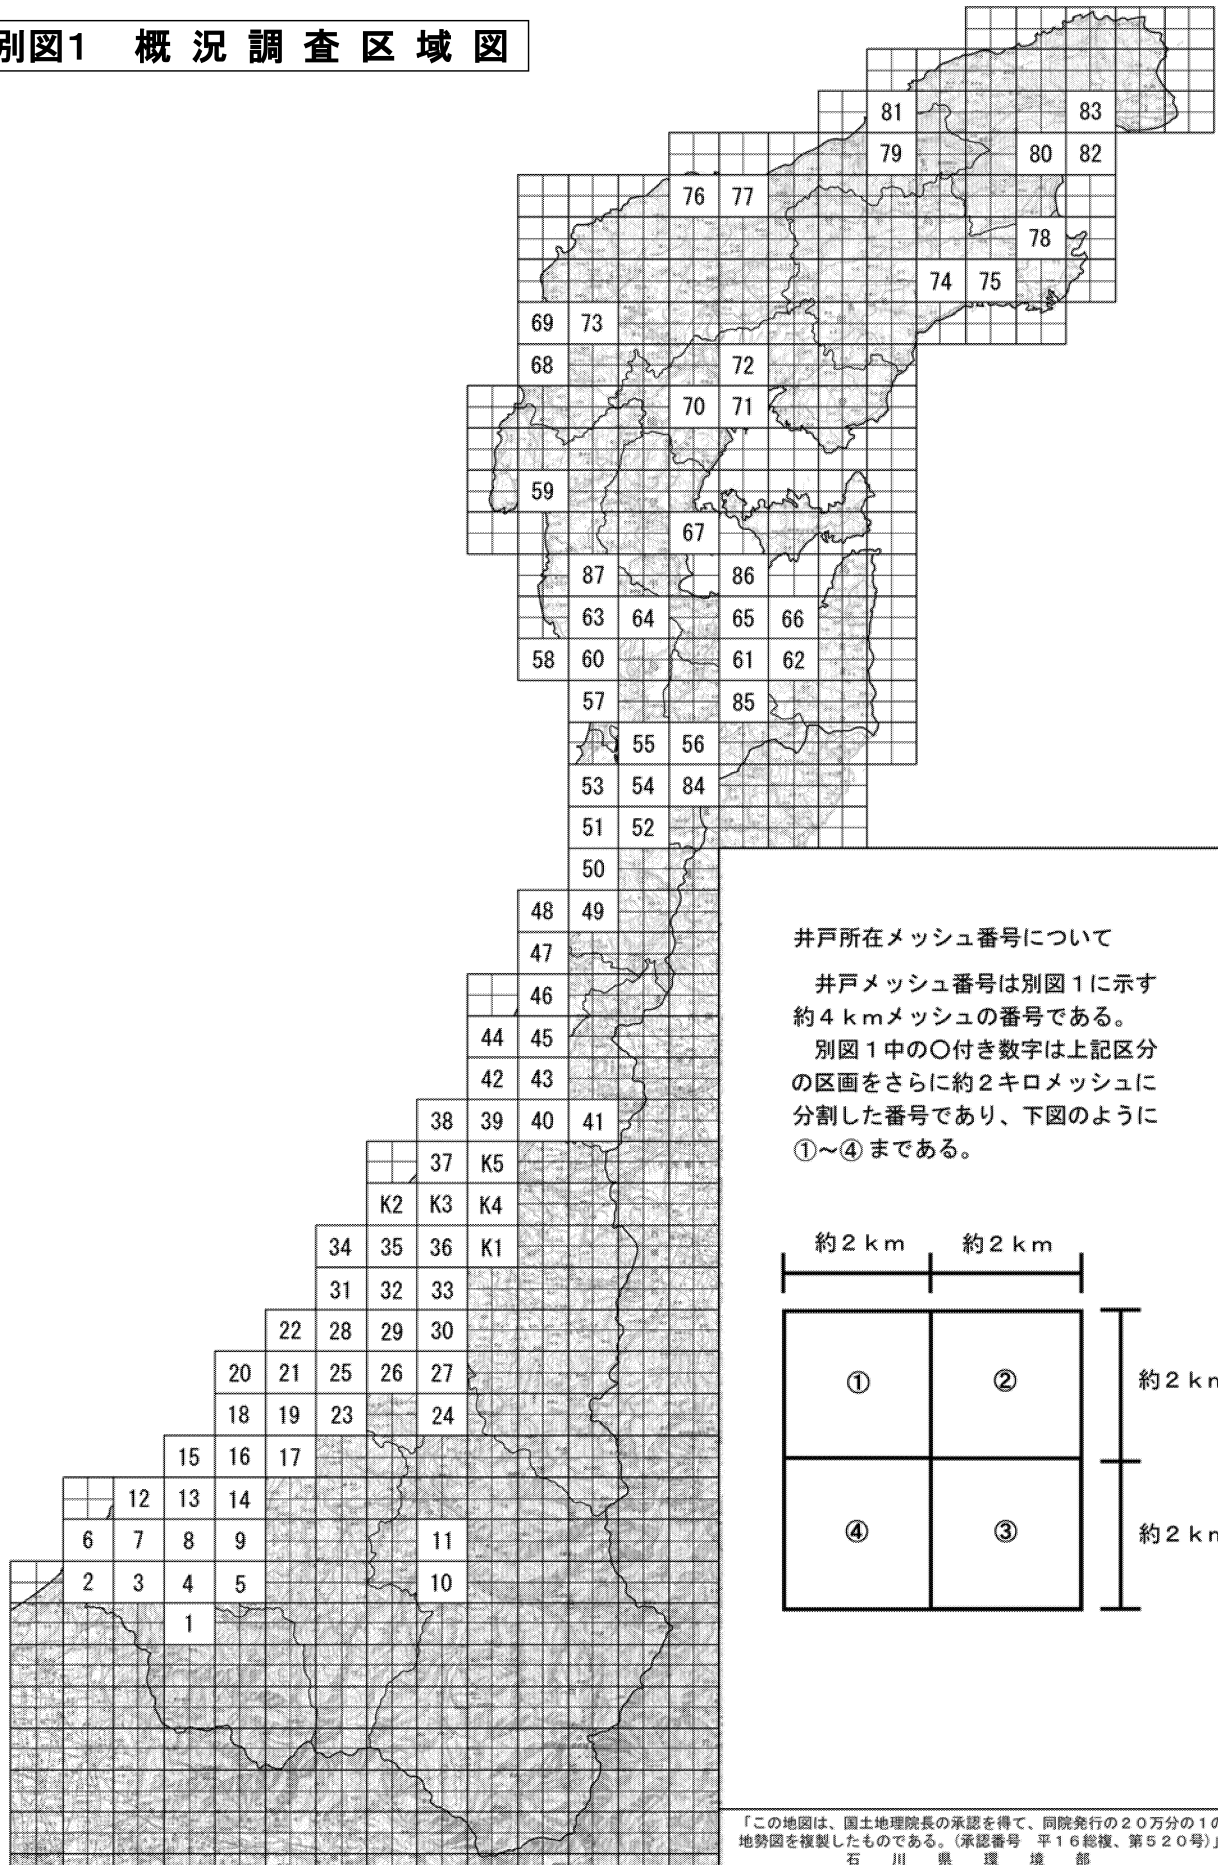 別図1 概況調査区域図
81 83
79 80 82
76 77
78
74 75
69 73
68 72
70 71
59
67
87 86
63 64 65 66
58 60 61 62
57 85
55 56
53 54 84
51 52
50
48 49
47
46
44 45
42 43
38 39 40 41
37 K5
K2 K3 K4
34 35 36 K1
31 32 33
22 28 29 30
20 21 25 26 27
18 19 23 24
15 16 17
12 13 14
6 7 8 9 11
2 3 4 5 10
1
井戸所在メッシュ番号について
井戸メッシュ番号は別図1に示す
約4kmメッシュの番号である。
別図1中の〇付き数字は上記区分
の区画をさらに約2キロメッシュに
分割した番号であり、下図のように
①~④まである。
約2km 約2km
① ② 約2km
④ ③ 約2km
「この地図は、国土地理院長の承認を得て、同院発行の20万分の1の
地勢図を複製したものである。(承認番号 平16総複、第520号)」
石川県環境部